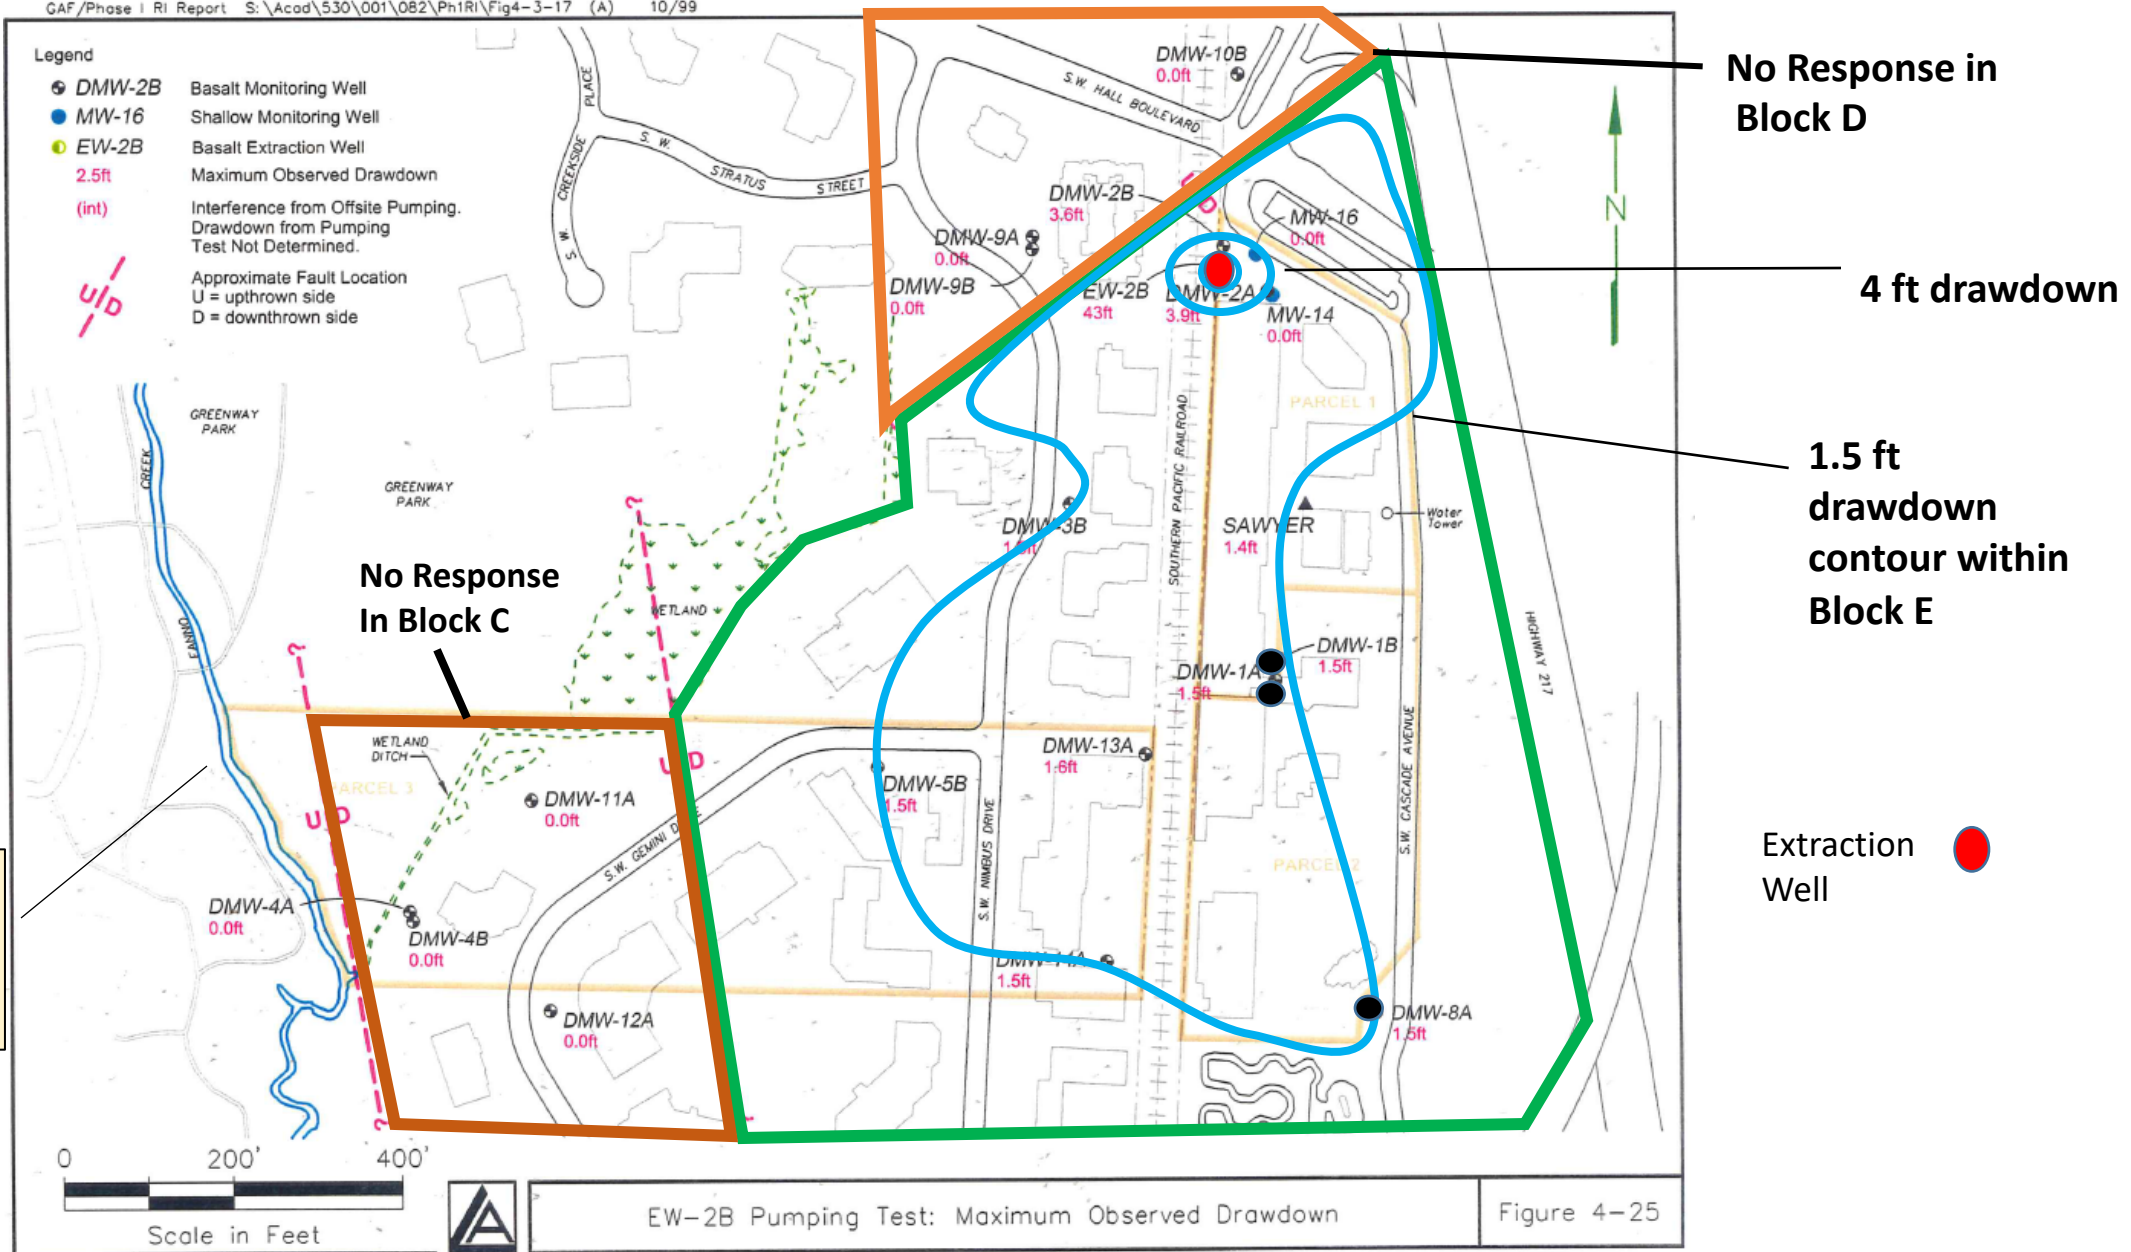 GAF/Phase I RI Report S:\Acad\530\001\082\Ph1RI\Fig4-3-17 (A) 10/99
Legend
DMW-2B Basalt Monitoring Well
MW-16 Shallow Monitoring Well
EW-2B Basalt Extraction Well
2.5ft Maximum Observed Drawdown
(int) Interference from Offsite Pumping.
Drawdown from Pumping
Test Not Determined.
U/D
Approximate Fault Location
U = upthrown side
D = downthrown side
S. W. CREEKSIDE PLACE
S. W. STRATUS STREET
S.W. HALL BOULEVARD
DMW-10B
0.0ft
No Response in
Block D
N
DMW-2B
3.6ft
U
D
MW-16
0.0ft
DMW-9A
0.0ft
DMW-9B
0.0ft
EW-2B
43ft
DMW-2A
3.9ft
MW-14
0.0ft
4 ft drawdown
PARCEL 1
GREENWAY
PARK
CREEK
GREENWAY
PARK
SOUTHERN PACIFIC RAILROAD
1.5 ft
drawdown
contour within
Block E
?
DMW-3B
SAWYER
1.4ft
Water
Tower
No Response
In Block C
WETLAND
FANNO
HIGHWAY 217
?
DMW-1B
1.5ft
DMW-1A
1.5ft
WETLAND
DITCH
U D
DMW-13A
1.6ft
S.W. CASCADE AVENUE
PARCEL 3
DMW-11A
0.0ft
DMW-5B
1.5ft
U D
S.W. GEMINI
S.W. NIMBUS DRIVE
PARCEL 2
Extraction
Well
DMW-4A
0.0ft
DMW-4B
0.0ft
DMW-14A
1.5ft
DMW-12A
0.0ft
DMW-8A
1.5ft
?
0 200' 400'
Scale in Feet
EW-2B Pumping Test: Maximum Observed Drawdown
Figure 4-25